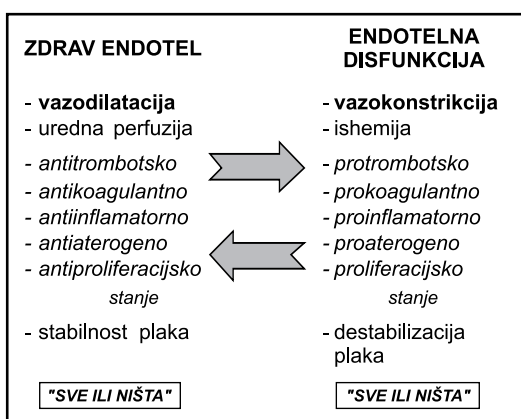 ZDRAV ENDOTEL
- vazodilatacija
- uredna perfuzija
- antitrombotsko
- antikoagulantno
- antiinflamatorno
- antiaterogeno
- antiproliferacijsko
stanje
- stabilnost plaka
"SVE ILI NIŠTA"
ENDOTELNA
DISFUNKCIJA
- vazokonstrikcija
- ishemija
- protrombotsko
- prokoagulantno
- proinflamatorno
- proaterogeno
- proliferacijsko
stanje
- destabilizacija
plaka
"SVE ILI NIŠTA"